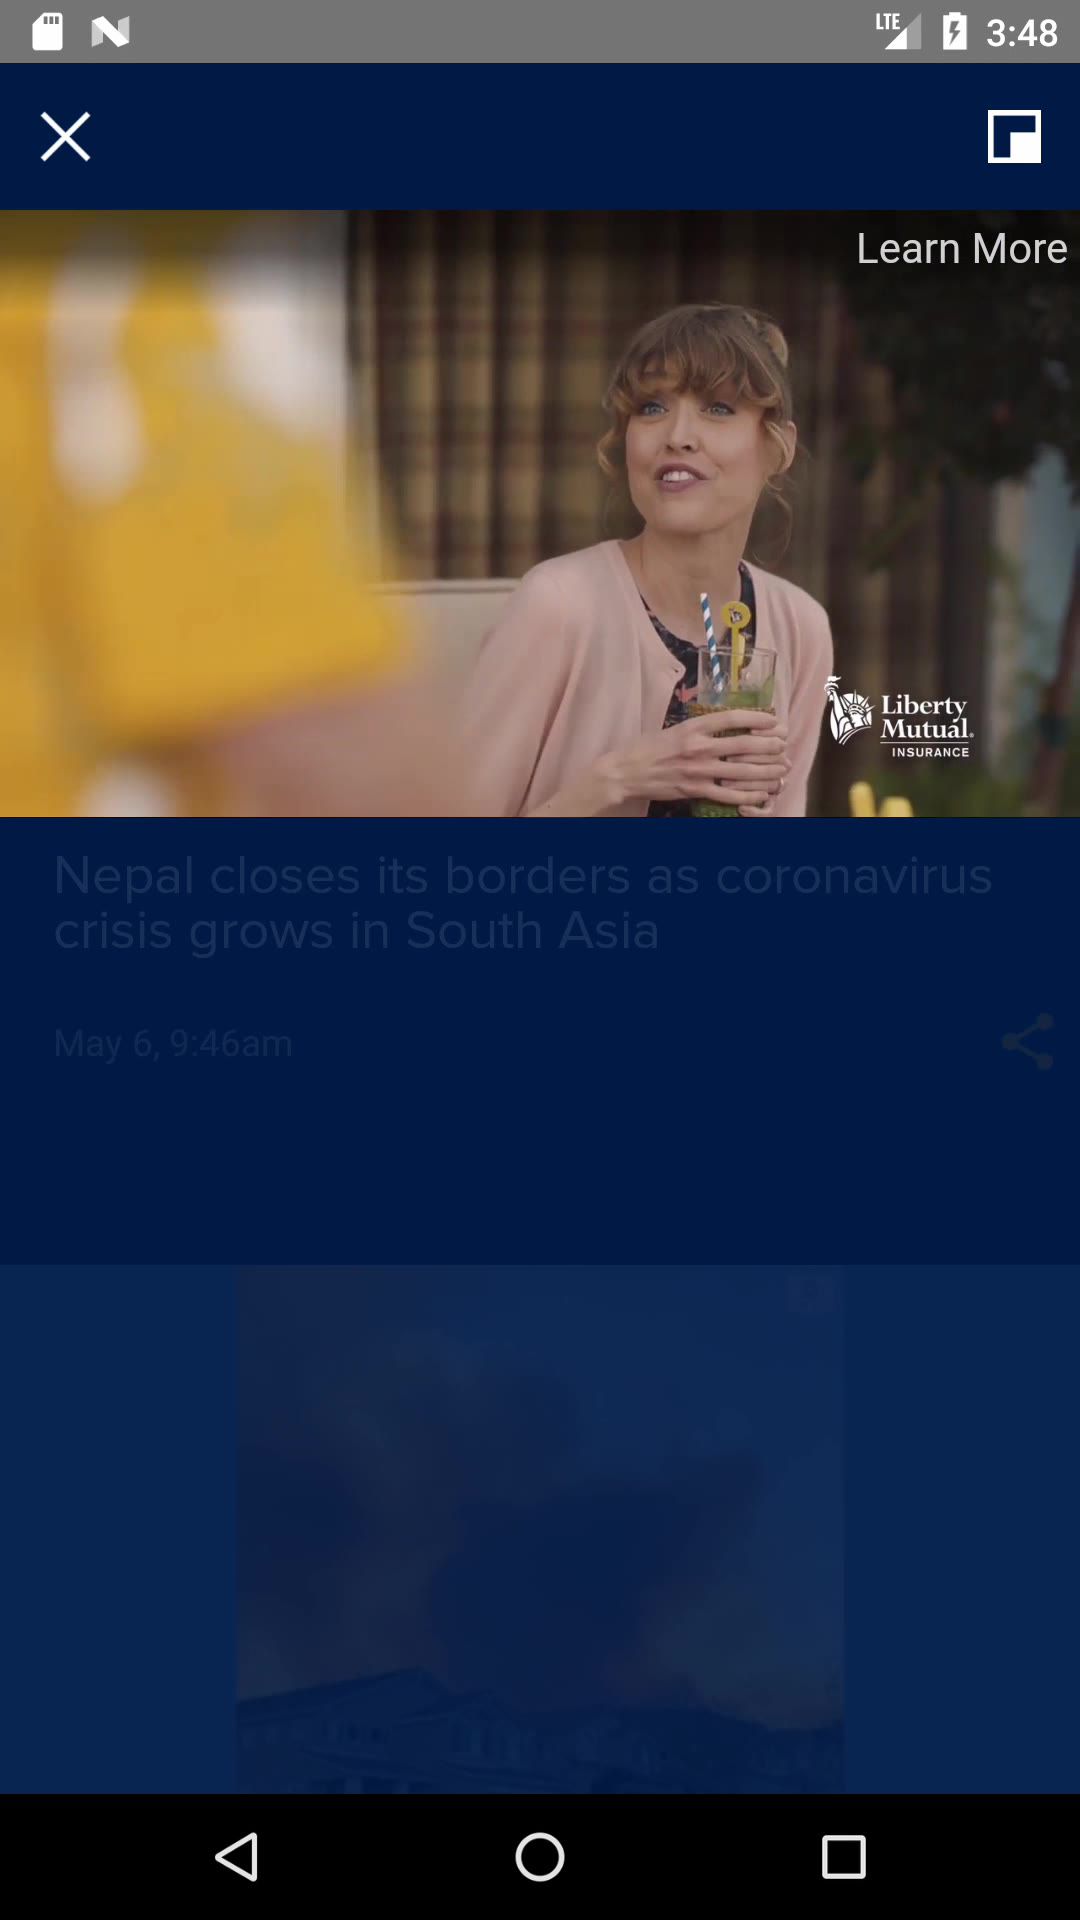 LTE
3:48
Learn More
Liberty
Mutual®
INSURANCE
Nepal closes its borders as coronavirus
crisis grows in South Asia
May 6, 9:46am